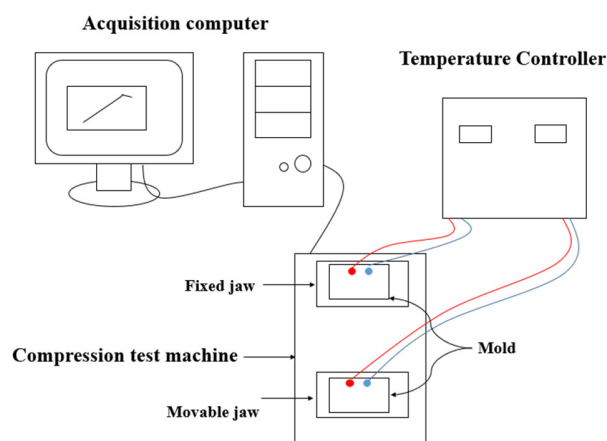 Acquisition computer
Temperature Controller
Fixed jaw
Compression test machine
Mold
Movable jaw